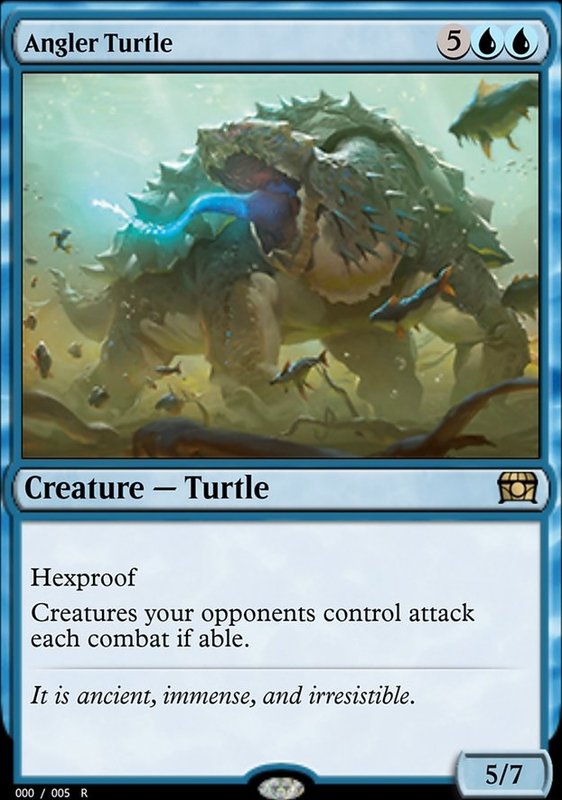 Angler Turtle
5
Creature — Turtle
Hexproof
Creatures your opponents control attack
each combat if able.
It is ancient, immense, and irresistible.
5/7
000 / 005 R